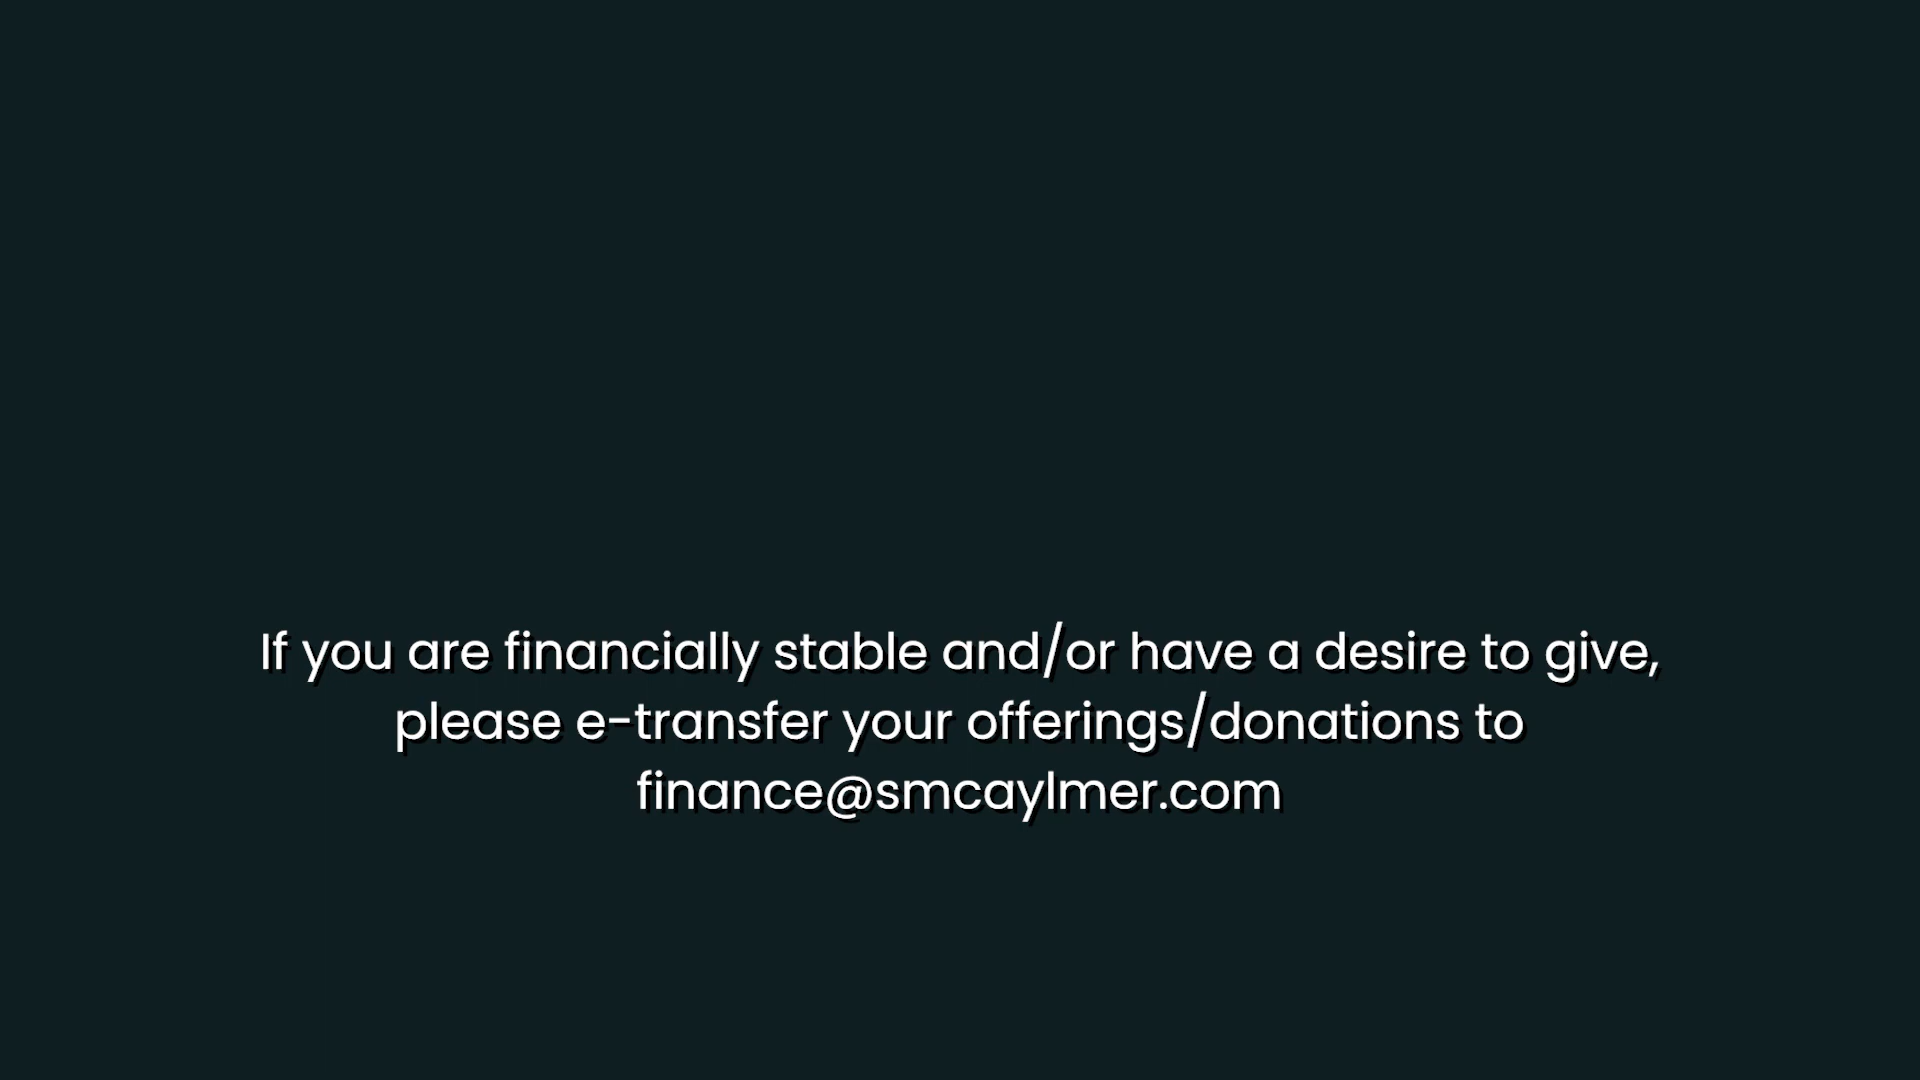 If you are financially stable and/or have a desire to give,
please e-transfer your offerings/donations to
finance@smcaylmer.com